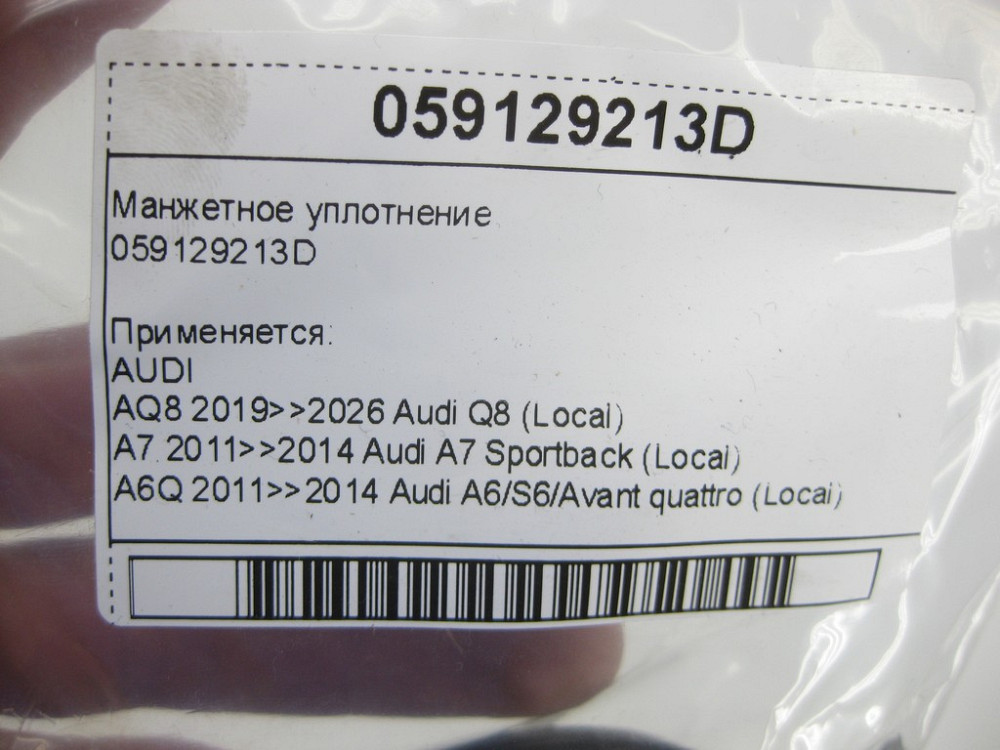 059129213D
Манжетное уплотнение
059129213D
Применяется:
AUDI
AQ8 2019>>2026 Audi Q8 (Local)
A7 2011>>2014 Audi A7 Sportback (Local)
A6Q 2011>>2014 Audi A6/S6/Avant quattro (Local)